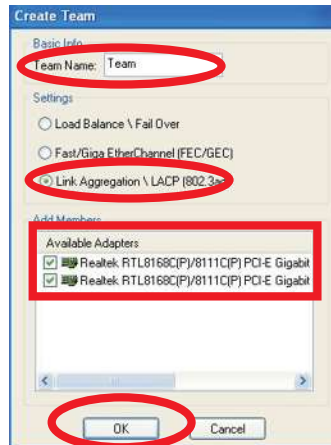 Create Team
Basic Info
Team Name: Team
Settings
Load Balance \ Fail Over
Fast/Giga EtherChannel (FEC/GEC)
Link Aggregation \ LACP (802.3ad
Add Members
Available Adapters
Realtek RTL8168C(P)/8111C(P) PCI-E Gigabit
Realtek RTL8168C(P)/8111C(P) PCI-E Gigabit
OK Cancel